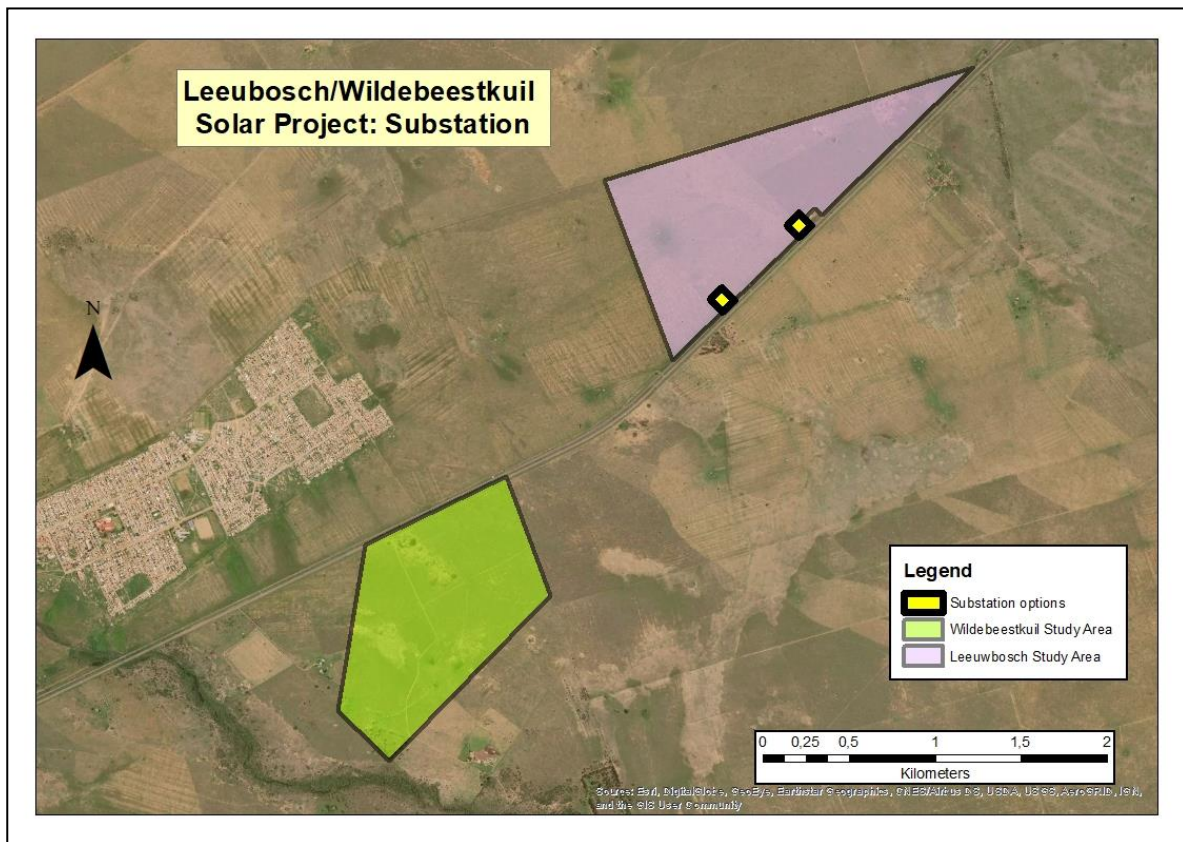 Leeubosch/Wildebeestkuil
Solar Project: Substation
N
Legend
Substation options
Wildebeestkuil Study Area
Leeuwbosch Study Area
0 0,25 0,5 1 1,5 2
Kilometers
Source: Esri, DigitalGlobe, GeoEye, Earthstar Geographics, CNES/Airbus DS, USDA, USGS, AeroGRID, IGN,
and the GIS User Community